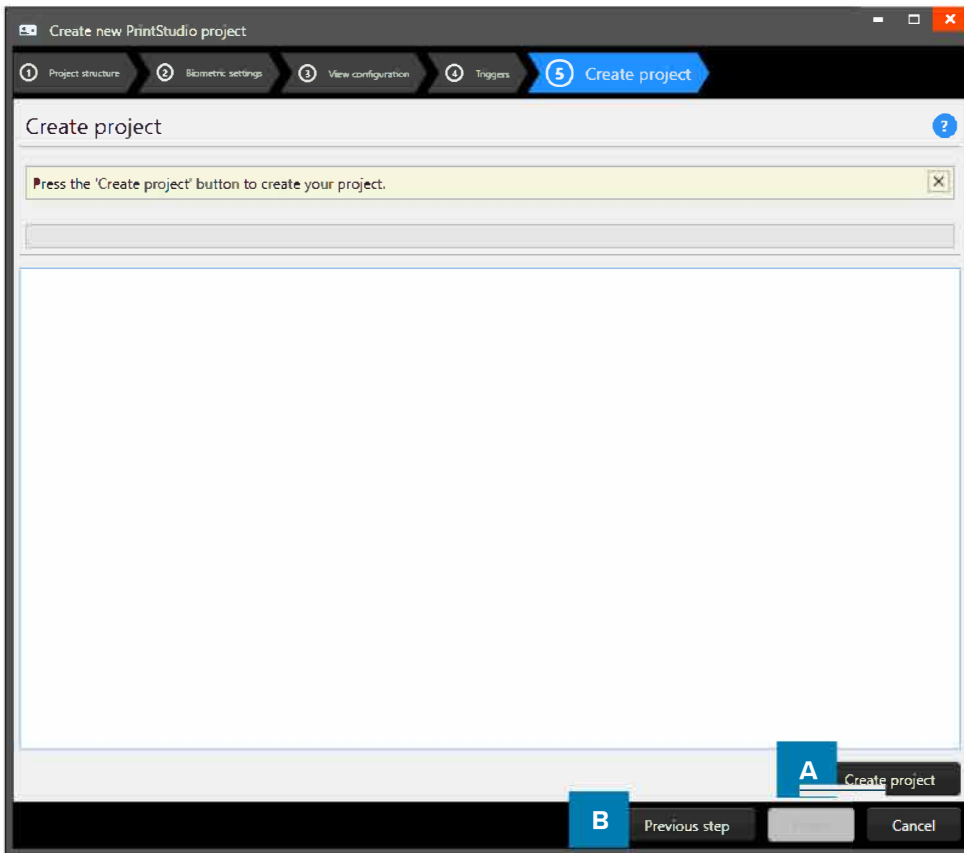 Create new PrintStudio project
1 Project structure 2 Biometric settings 3 View configuration 4 Triggers 5 Create project
Create project ?
Press the 'Create project' button to create your project.
A Create project
B Previous step Cancel